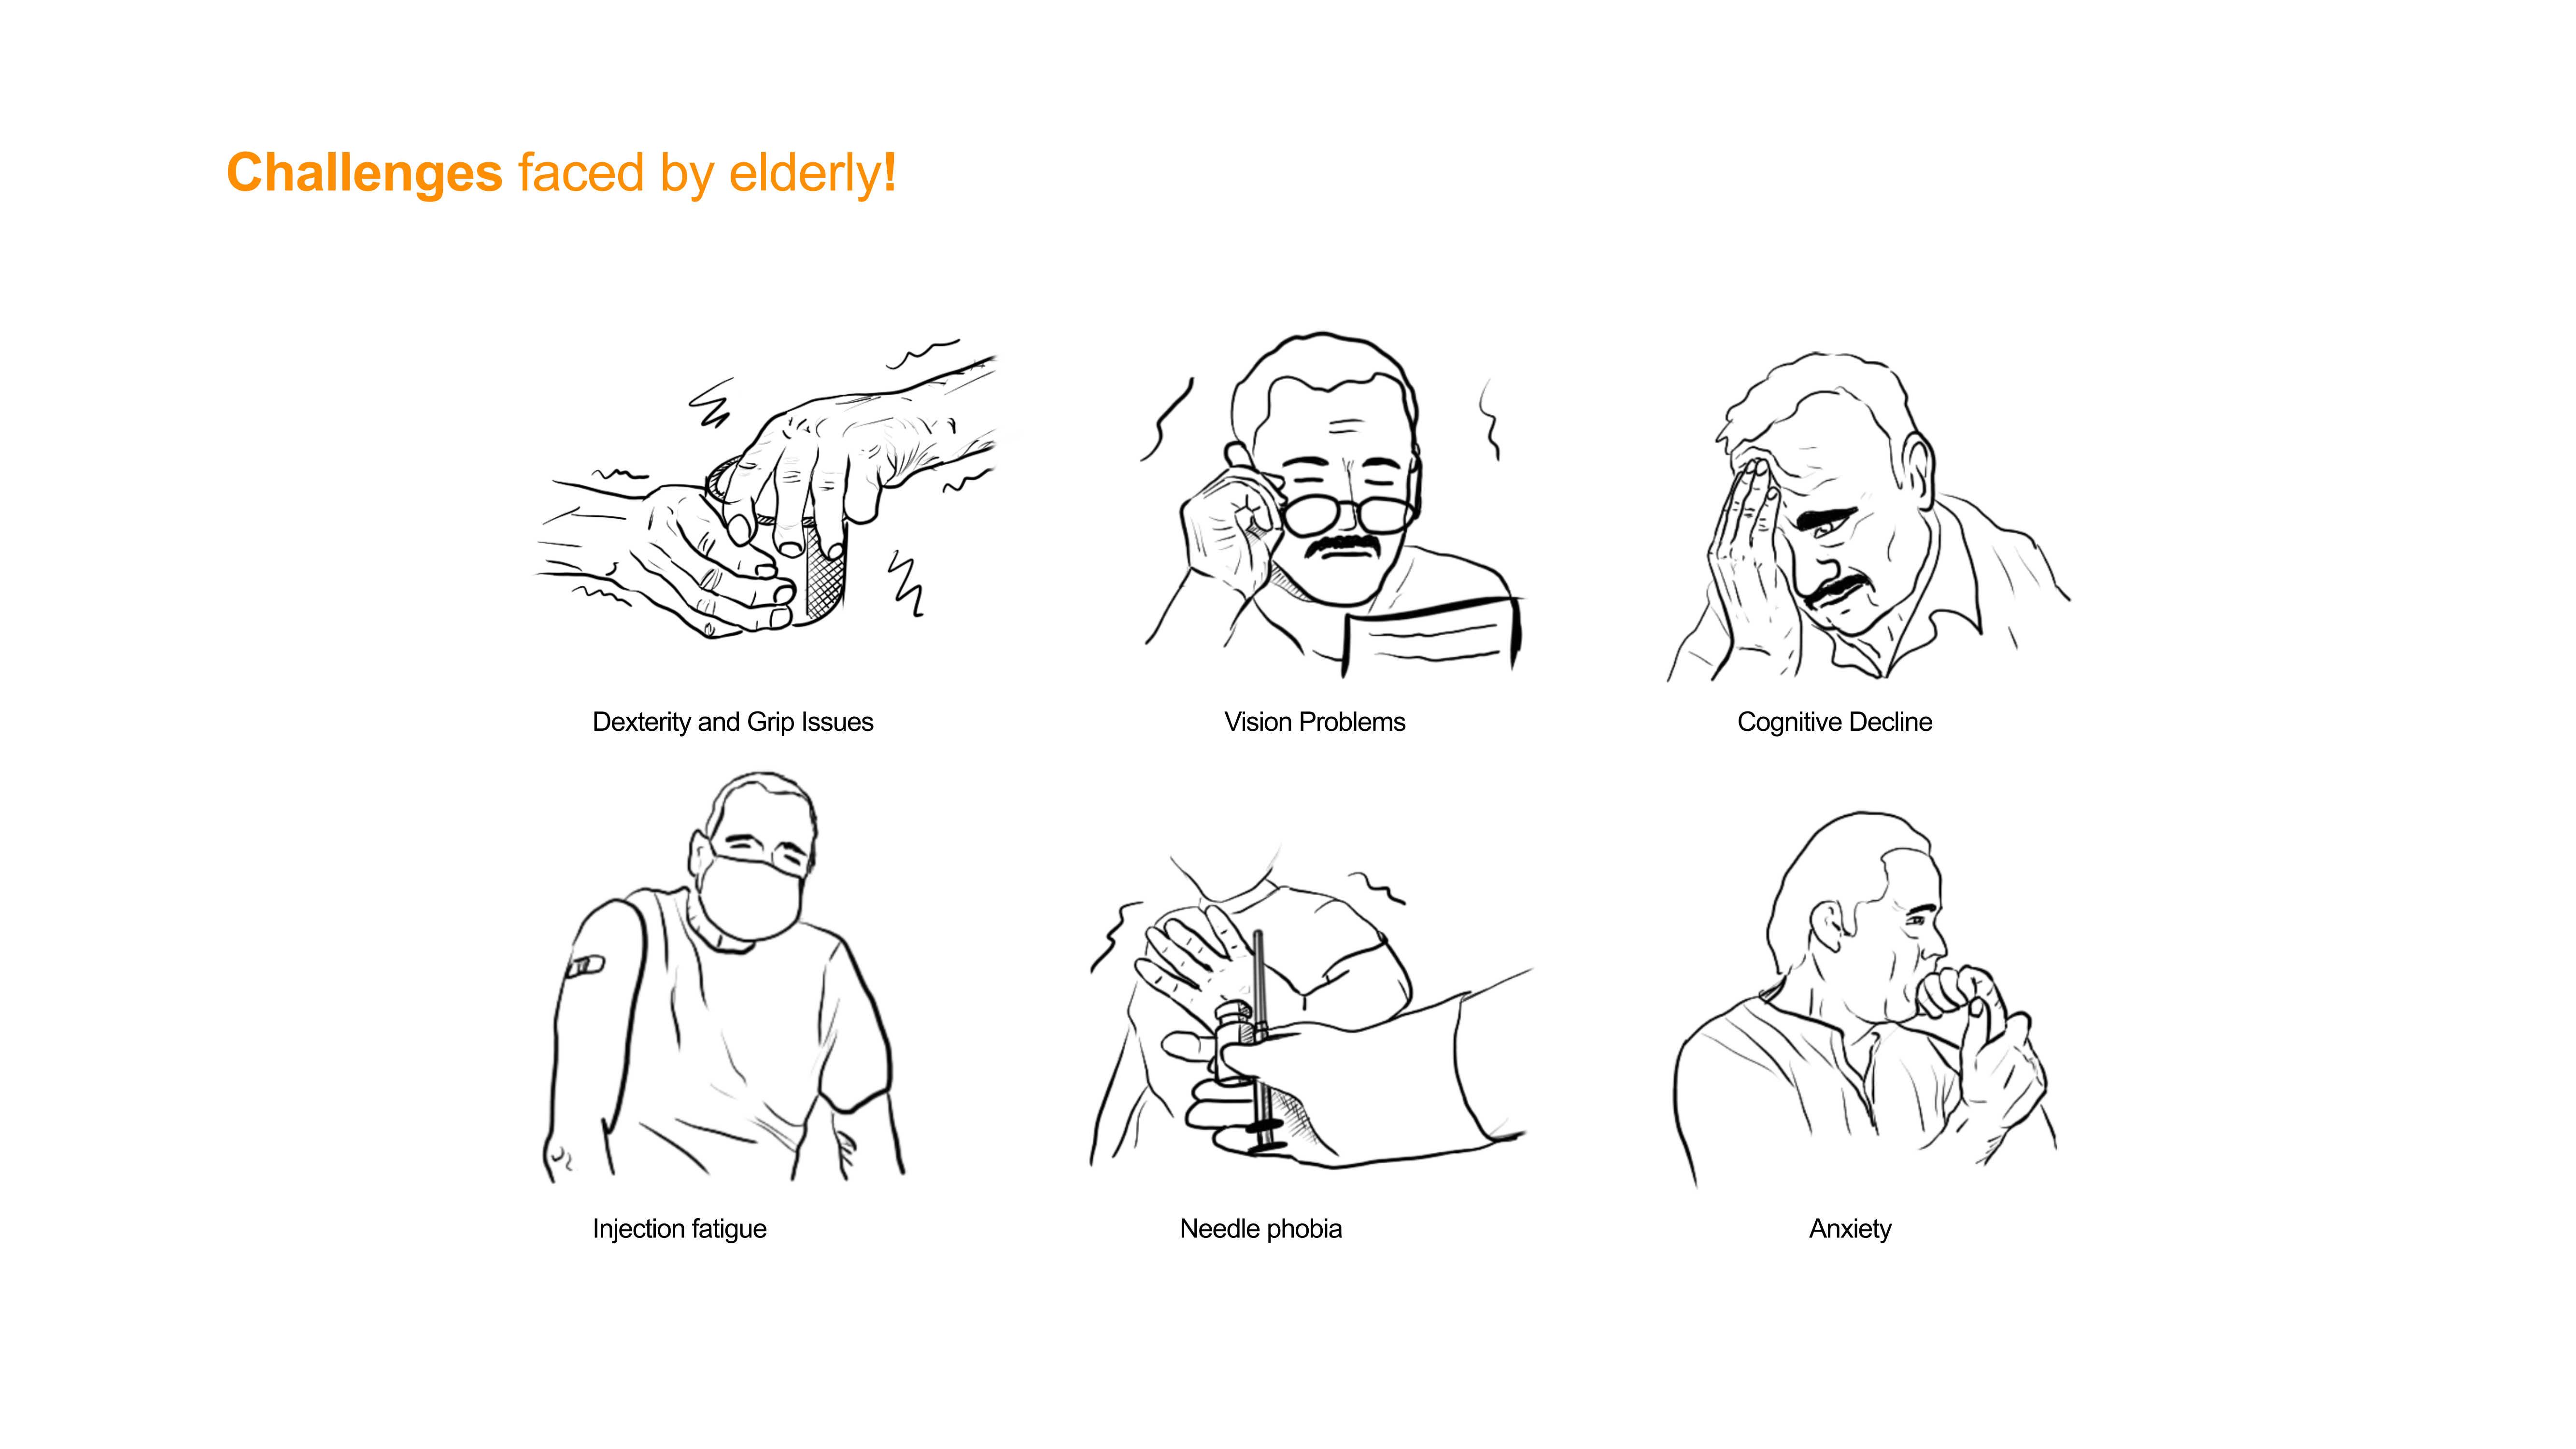 Challenges faced by elderly!
Dexterity and Grip Issues
Vision Problems
Cognitive Decline
Injection fatigue
Needle phobia
Anxiety